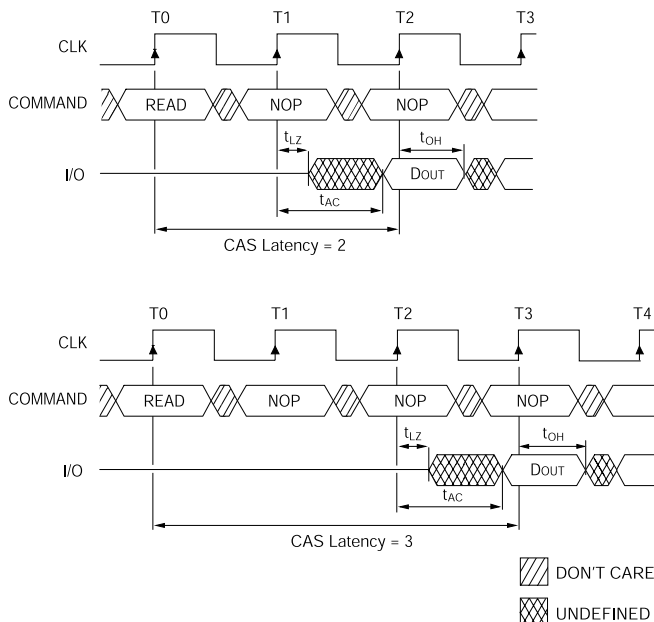 T0 T1 T2 T3
CLK
COMMAND READ NOP NOP
tLZ tOH
I/O DOUT
tAC
CAS Latency = 2
T0 T1 T2 T3 T4
CLK
COMMAND READ NOP NOP NOP
tLZ tOH
I/O DOUT
tAC
CAS Latency = 3
DON'T CARE
UNDEFINED